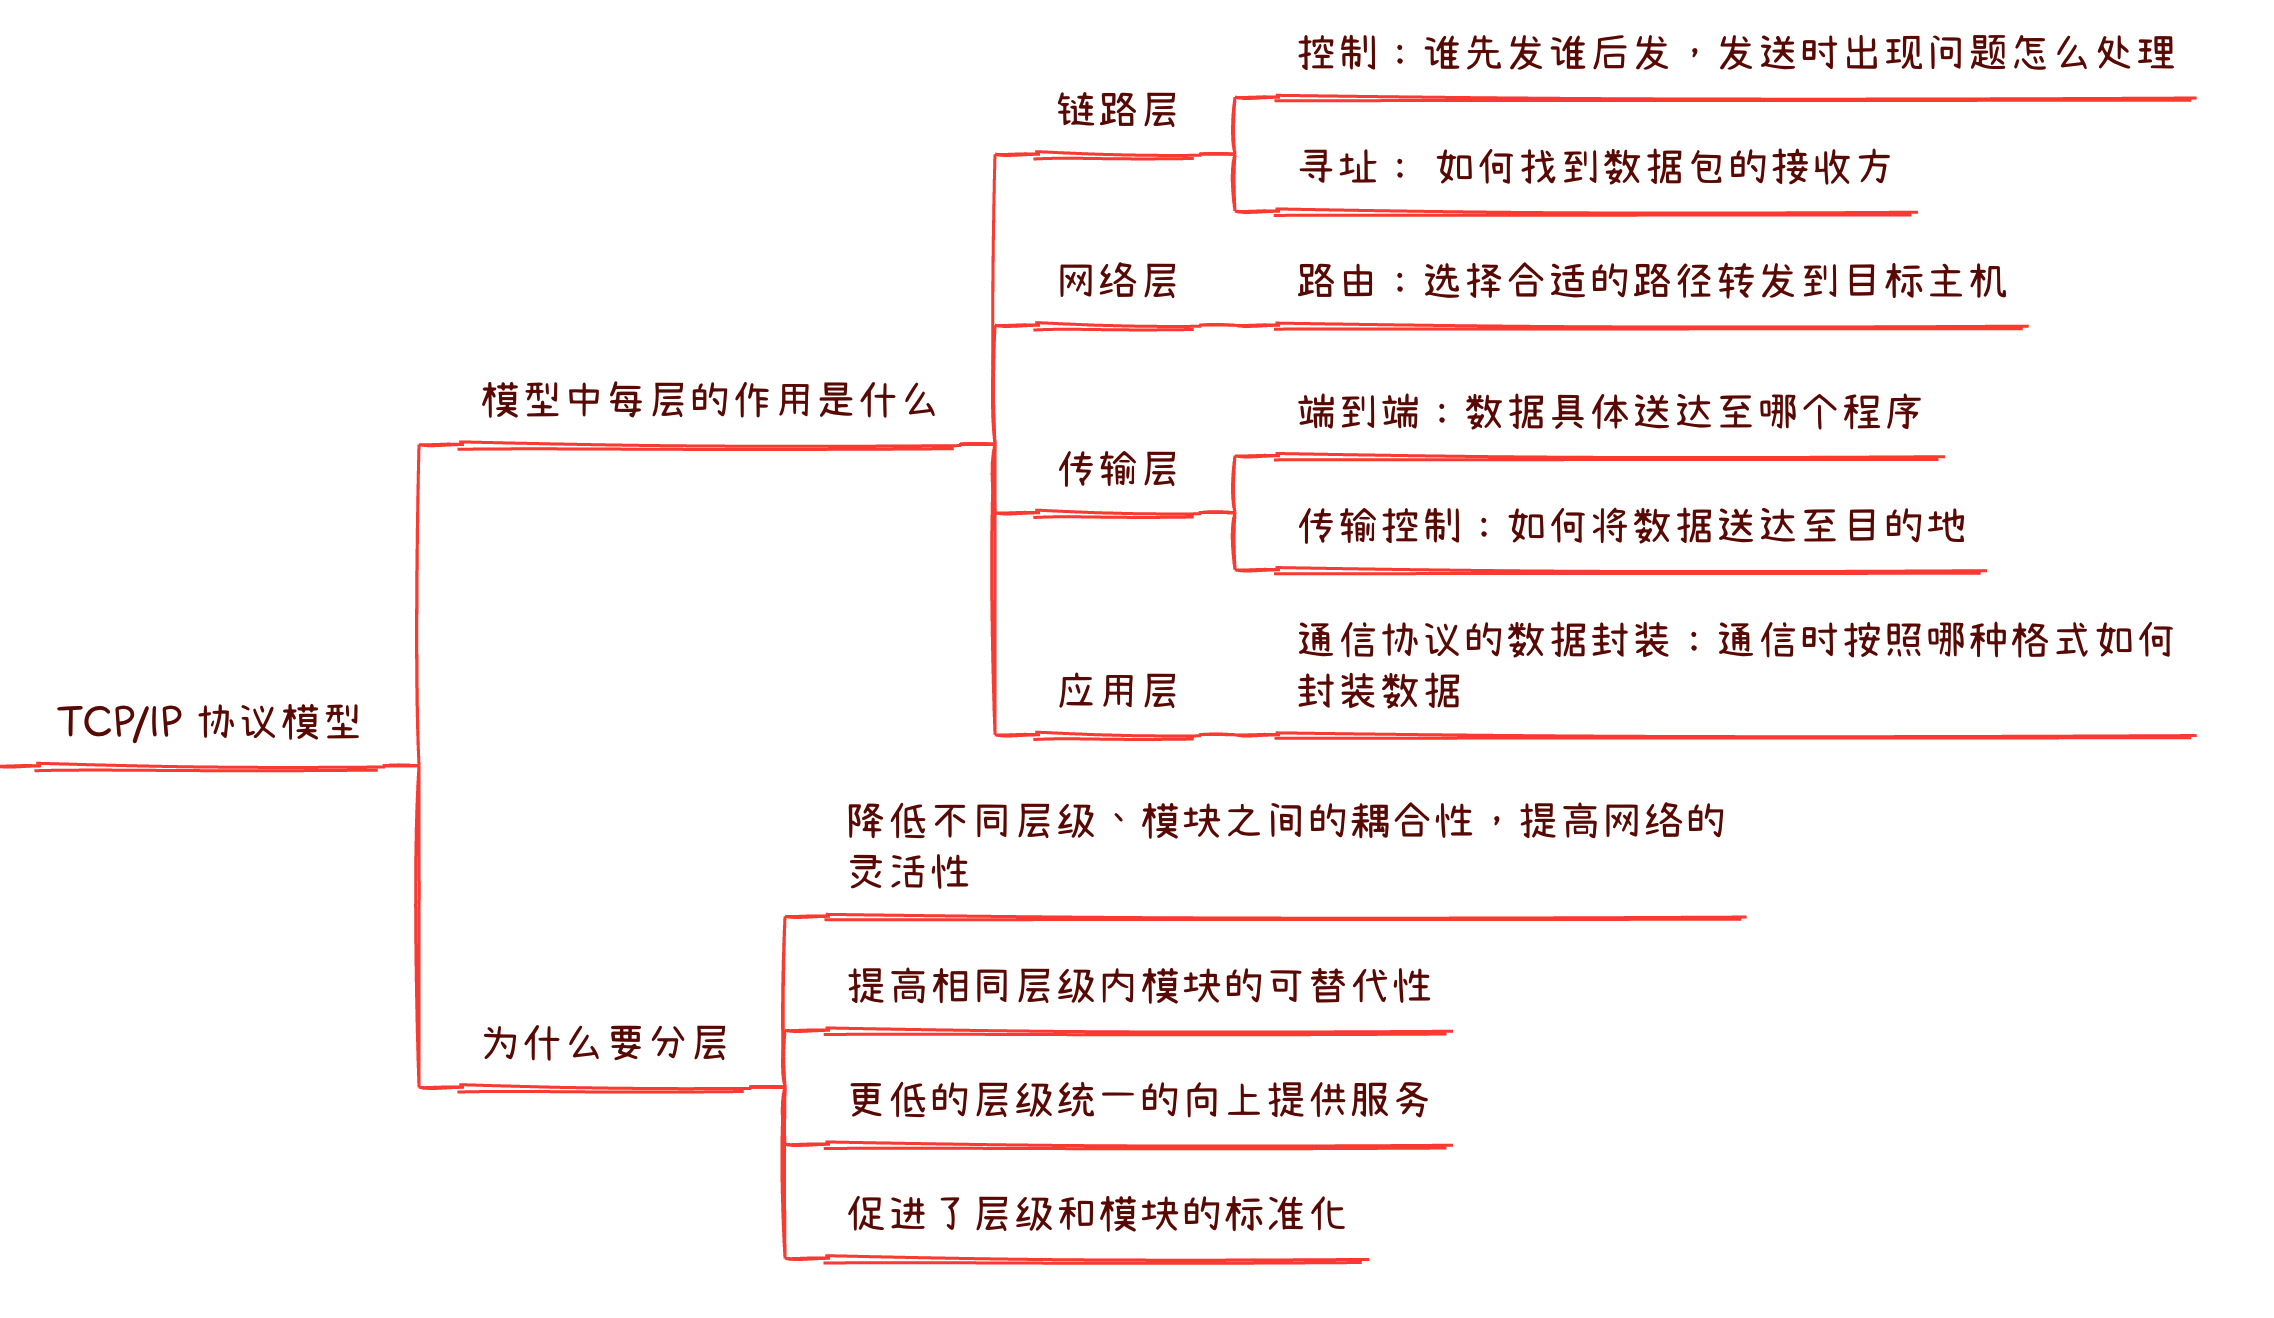 控制：谁先发谁后发，发送时出现问题怎么处理
链路层
寻址： 如何找到数据包的接收方
网络层
路由：选择合适的路径转发到目标主机
模型中每层的作用是什么
端到端：数据具体送达至哪个程序
传输层
传输控制：如何将数据送达至目的地
通信协议的数据封装：通信时按照哪种格式如何
封装数据
应用层
TCP/IP 协议模型
降低不同层级、模块之间的耦合性，提高网络的
灵活性
提高相同层级内模块的可替代性
为什么要分层
更低的层级统一的向上提供服务
促进了层级和模块的标准化